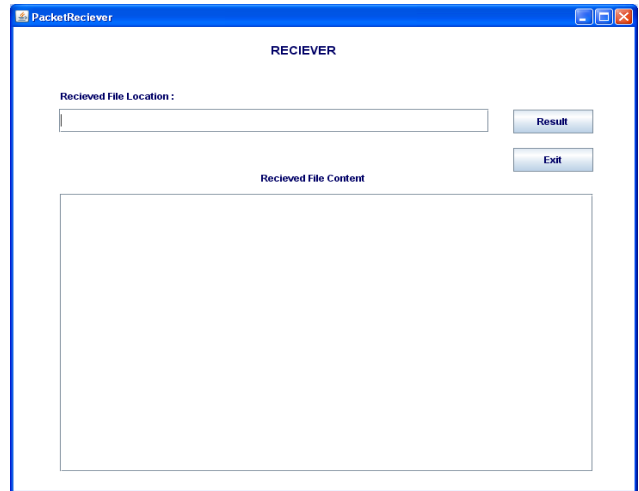 PacketReciever
RECIEVER
Recieved File Location :
Result
Exit
Recieved File Content